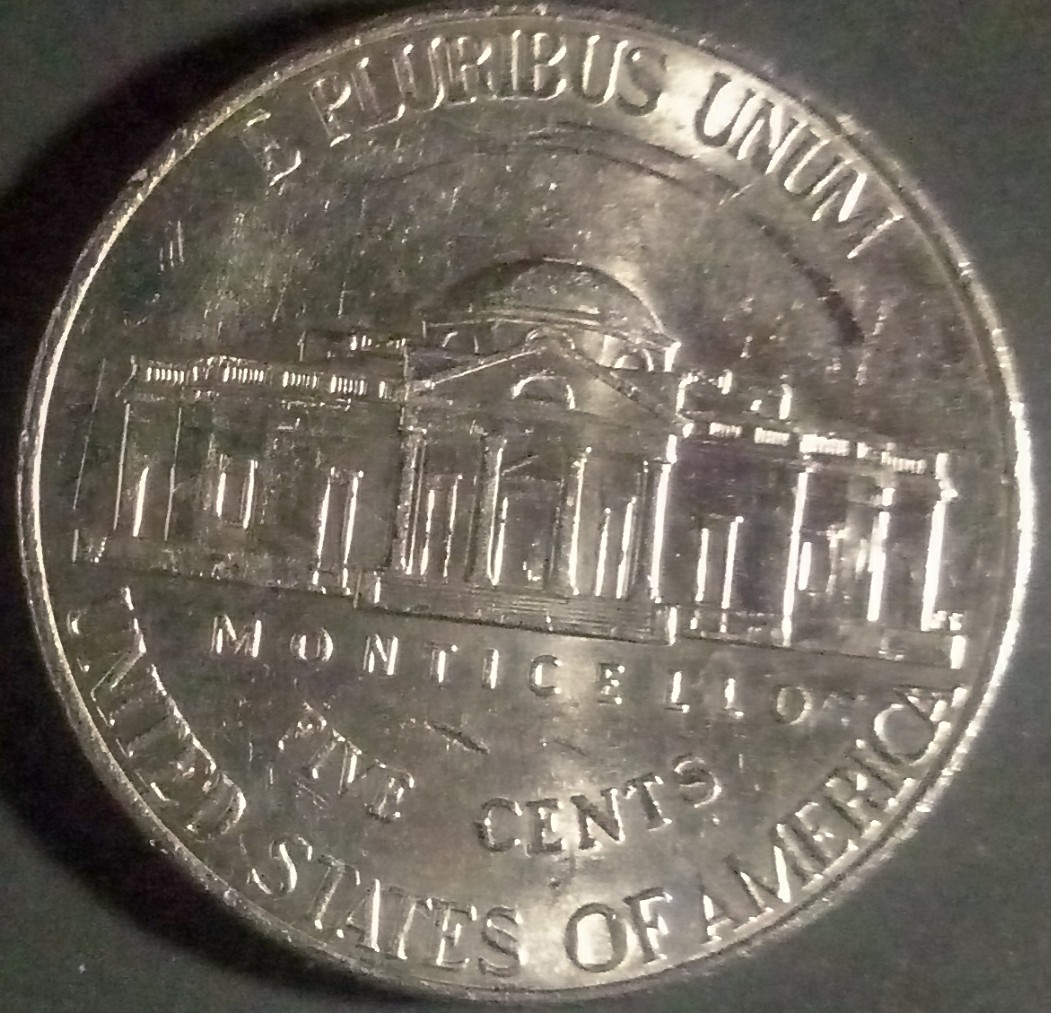 E PLURIBUS UNUM
MONTICELLO
FIVE CENTS
UNITED STATES OF AMERICA